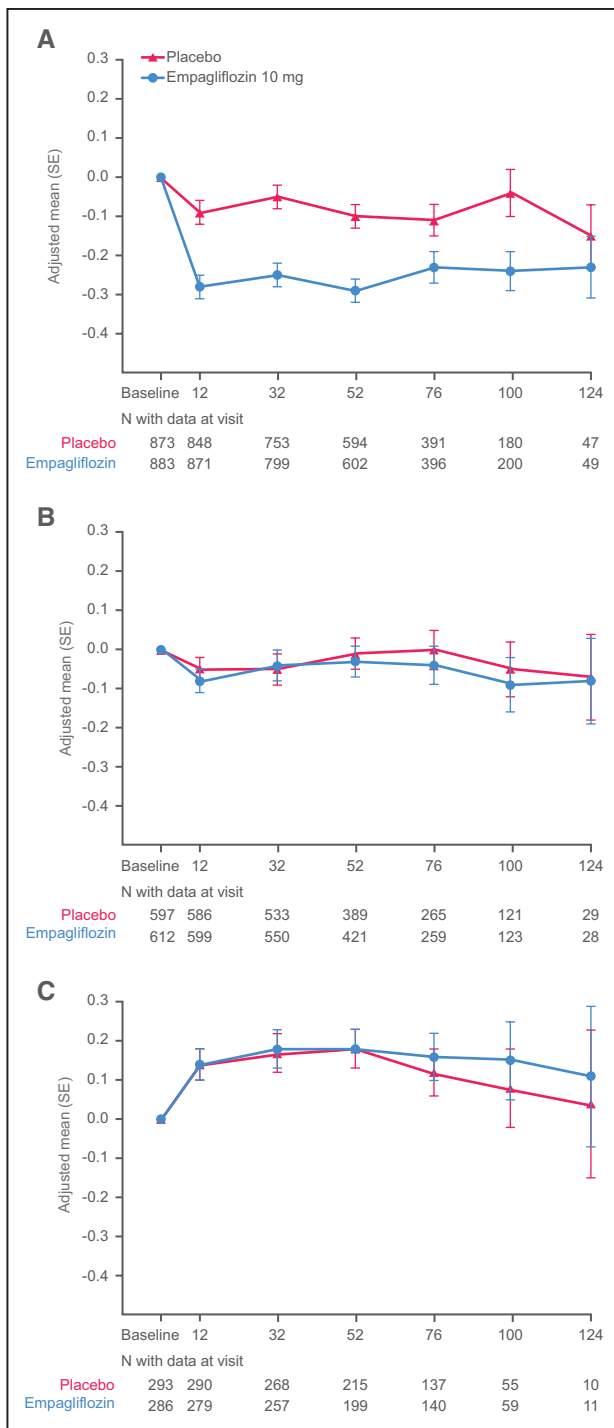 A
Placebo
Empagliflozin 10 mg
0.3
0.2
0.1
0.0
-0.1
-0.2
-0.3
-0.4
Adjusted mean (SE)
Baseline 12 32 52 76 100 124
N with data at visit
Placebo 873 848 753 594 391 180 47
Empagliflozin 883 871 799 602 396 200 49
B
0.3
0.2
0.1
0.0
-0.1
-0.2
-0.3
-0.4
Adjusted mean (SE)
Baseline 12 32 52 76 100 124
N with data at visit
Placebo 597 586 533 389 265 121 29
Empagliflozin 612 599 550 421 259 123 28
C
0.3
0.2
0.1
0.0
-0.1
-0.2
-0.3
-0.4
Adjusted mean (SE)
Baseline 12 32 52 76 100 124
N with data at visit
Placebo 293 290 268 215 137 55 10
Empagliflozin 286 279 257 199 140 59 11